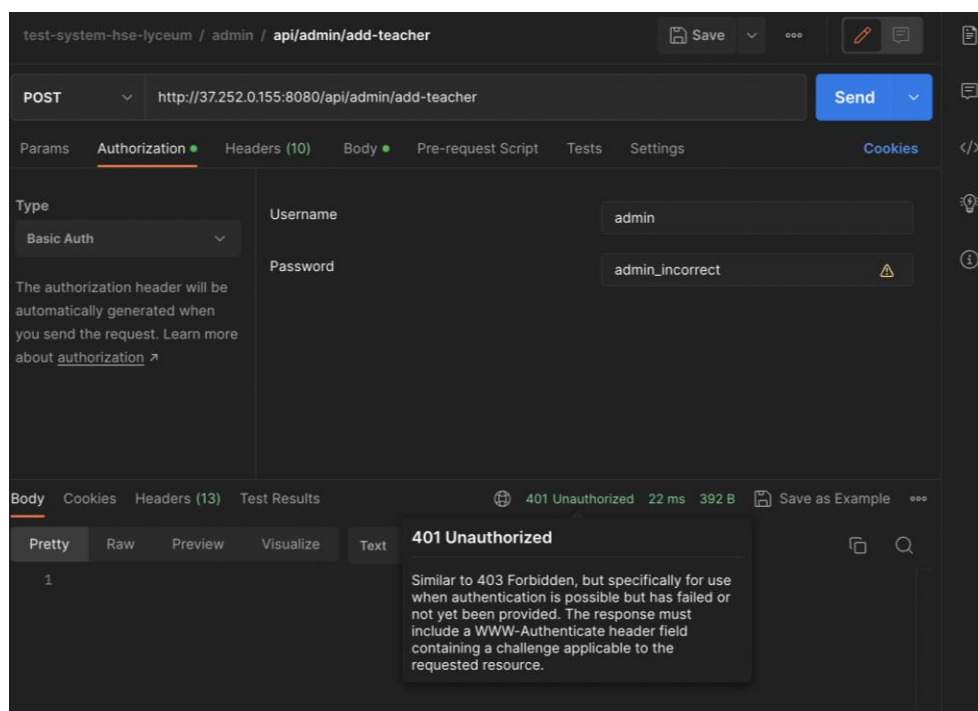 test-system-hse-lyceum / admin / api/admin/add-teacher Save
POST http://37.252.0.155:8080/api/admin/add-teacher Send
Params Authorization Headers (10) Body Pre-request Script Tests Settings Cookies
Type
Basic Auth
The authorization header will be
automatically generated when
you send the request. Learn more
about authorization
Username admin
Password admin_incorrect
Body Cookies Headers (13) Test Results 401 Unauthorized 22 ms 392 B Save as Example
Pretty Raw Preview Visualize Text
1
401 Unauthorized
Similar to 403 Forbidden, but specifically for use
when authentication is possible but has failed or
not yet been provided. The response must
include a WWW-Authenticate header field
containing a challenge applicable to the
requested resource.